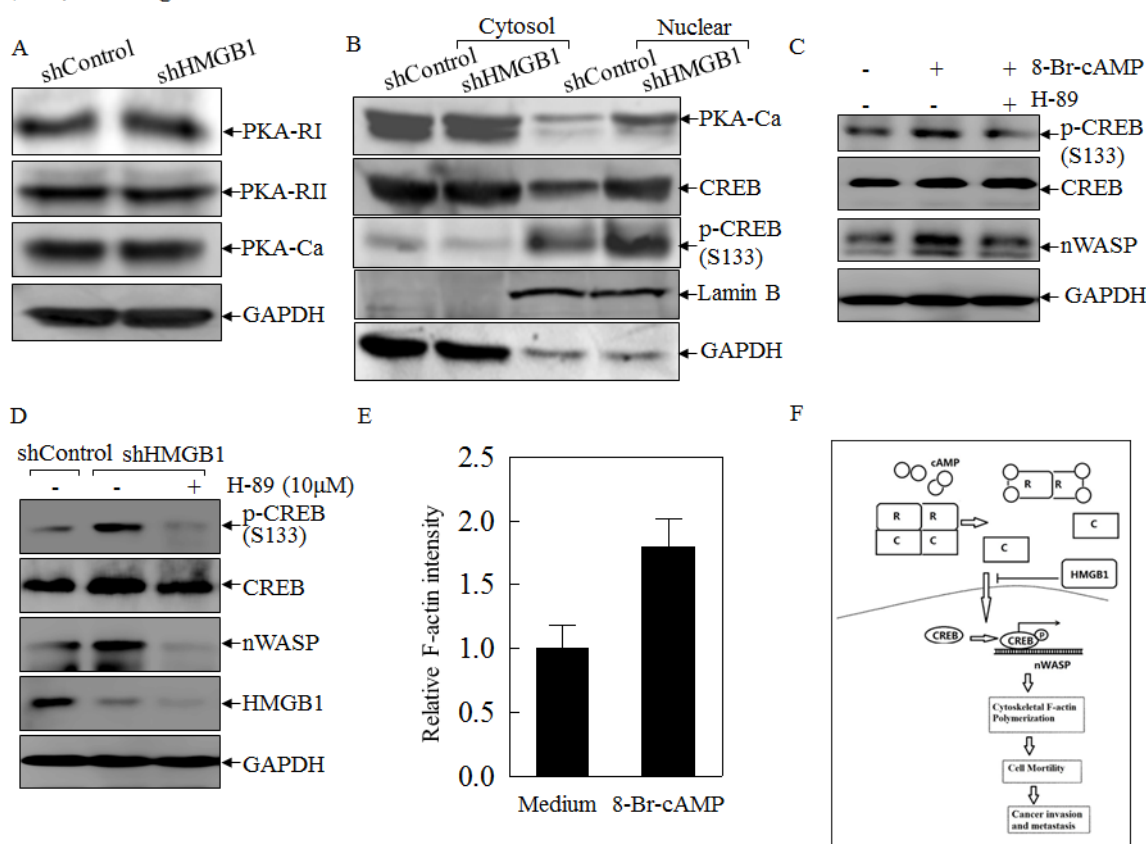 A
shControl
shHMGB1
PKA-RI
PKA-RII
PKA-Ca
GAPDH
B
Cytosol
Nuclear
shControl
shHMGB1
shControl
shHMGB1
PKA-Ca
CREB
p-CREB
(S133)
Lamin B
GAPDH
C
- + + 8-Br-cAMP
- - + H-89
p-CREB
(S133)
CREB
nWASP
GAPDH
D
shControl shHMGB1
- - + H-89 (10μM)
p-CREB
(S133)
CREB
nWASP
HMGB1
GAPDH
E
Relative F-actin intensity
2.5
2.0
1.5
1.0
0.5
0.0
Medium 8-Br-cAMP
F
cAMP
R R
R R
C C
C
C
HMGB1
CREB
CREB P
nWASP
Cytoskeletal F-actin
Polymerization
Cell Mortility
Cancer invasion
and metastasis